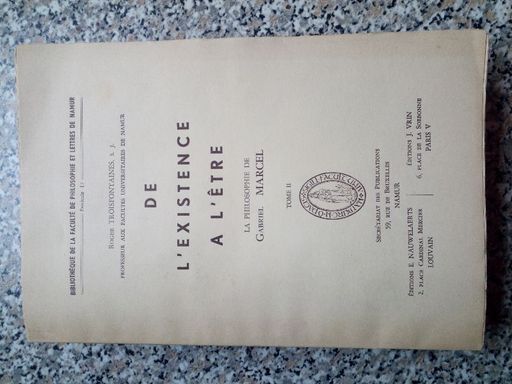 BIBLIOTHÈQUE DE LA FACULTÉ DE PHILOSOPHIE ET LETTRES DE NAMUR
Roger TROISFONTAINES, s. j.
PROFESSEUR AUX FACULTÉS UNIVERSITAIRES DE NAMUR
DE
L'EXISTENCE
A L'ÊTRE
LA PHILOSOPHIE DE
Gabriel MARCEL
TOME II
Secrétariat des Publications
59, rue de Bruxelles
NAMUR
Éditions E. NAUWELAERTS
2, place Cardinal Mercier
LOUVAIN
Éditions J. VRIN
6, place de la Sorbonne
PARIS V